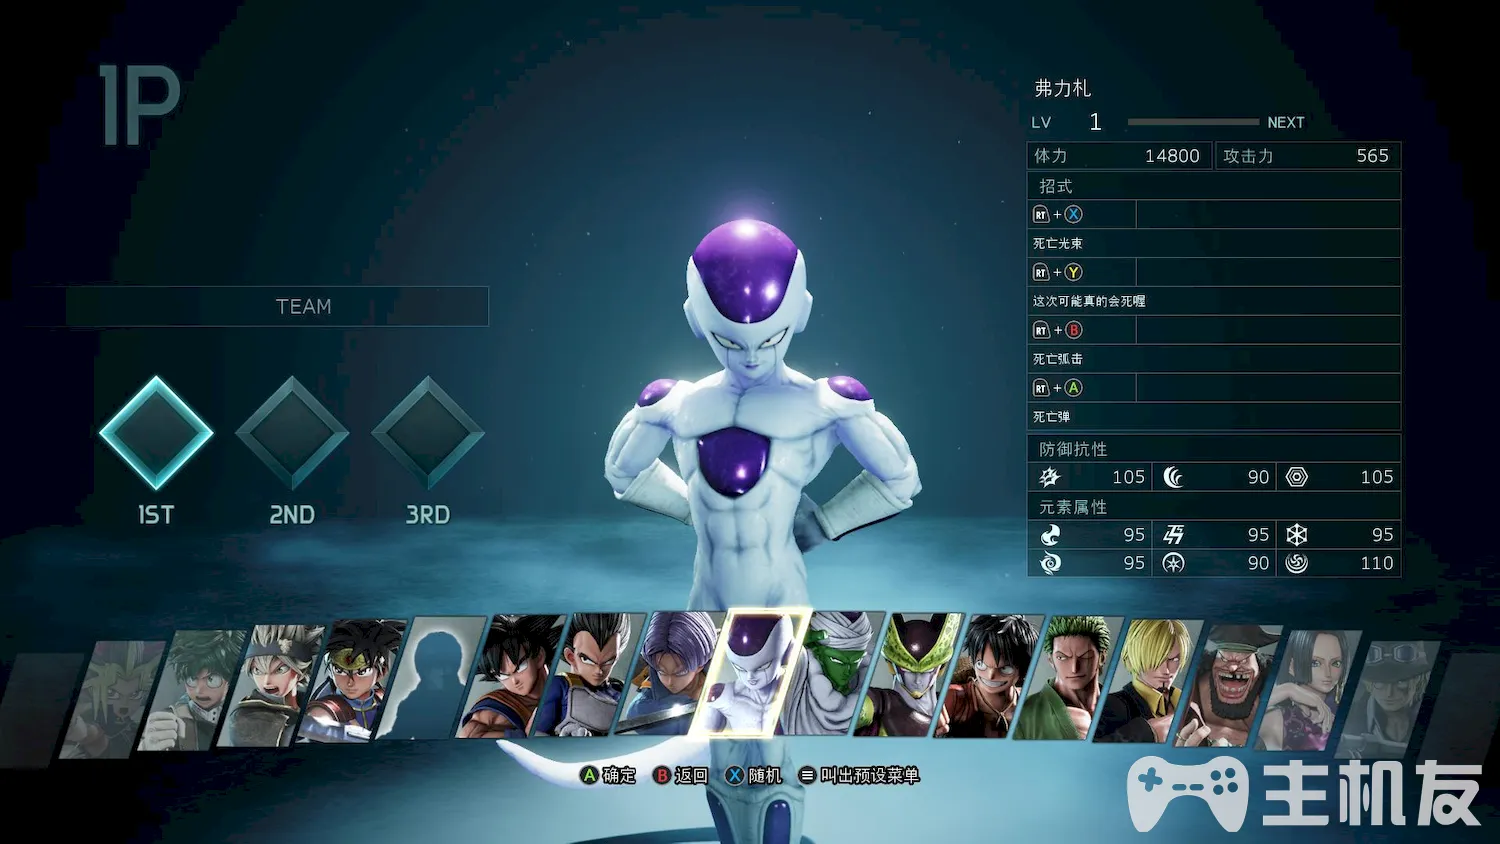 1P
TEAM
1ST 2ND 3RD
弗力札
LV 1 NEXT
体力 14800 攻击力 565
招式
RT + X
死亡光束
RT + Y
这次可能真的会死喔
RT + B
死亡弧击
RT + A
死亡弹
防御抗性
105 90 105
元素属性
95 95 95
95 90 110
A 确定 B 返回 X 随机 叫出预设菜单
主机友